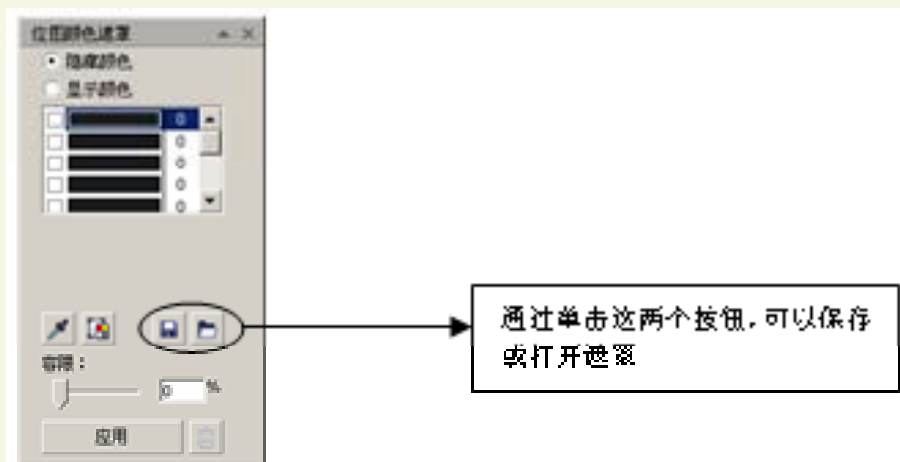 位图颜色遮罩
隐藏颜色
显示颜色
0
0
0
0
0
容限：
0 %
应用
通过单击这两个按钮，可以保存
或打开遮罩